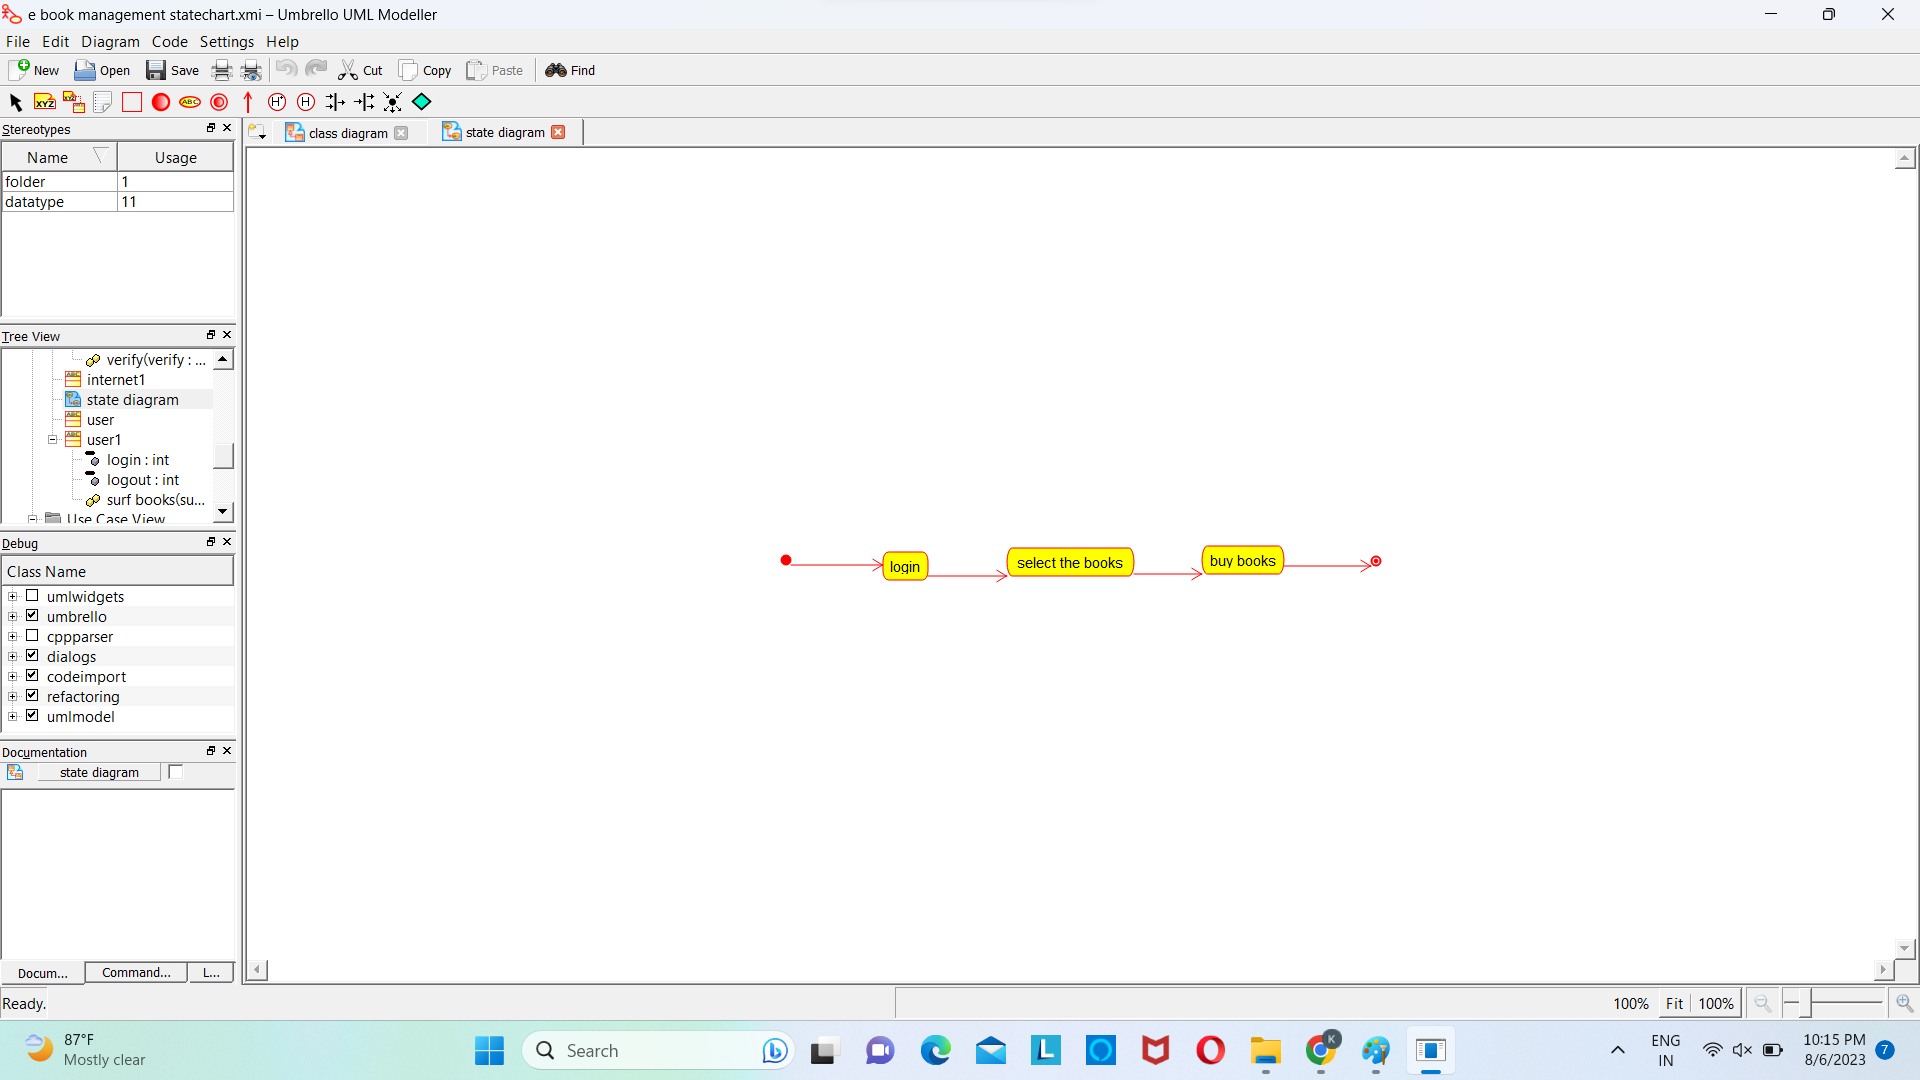 e book management statechart.xmi – Umbrello UML Modeller
File Edit Diagram Code Settings Help
New Open Save Cut Copy Paste Find
XYZ XYZ ABC H* H
Stereotypes
class diagram state diagram
Name Usage
folder 1
datatype 11
Tree View
verify(verify : ...
internet1
state diagram
user
user1
login : int
logout : int
surf books(su...
Use Case View
Debug
Class Name
umlwidgets
umbrello
cppparser
dialogs
codeimport
refactoring
umlmodel
login select the books buy books
Documentation
state diagram
Docum... Command... L...
Ready. 100% Fit 100%
87°F
Mostly clear
Search
L
K
ENG
IN
10:15 PM
8/6/2023
7